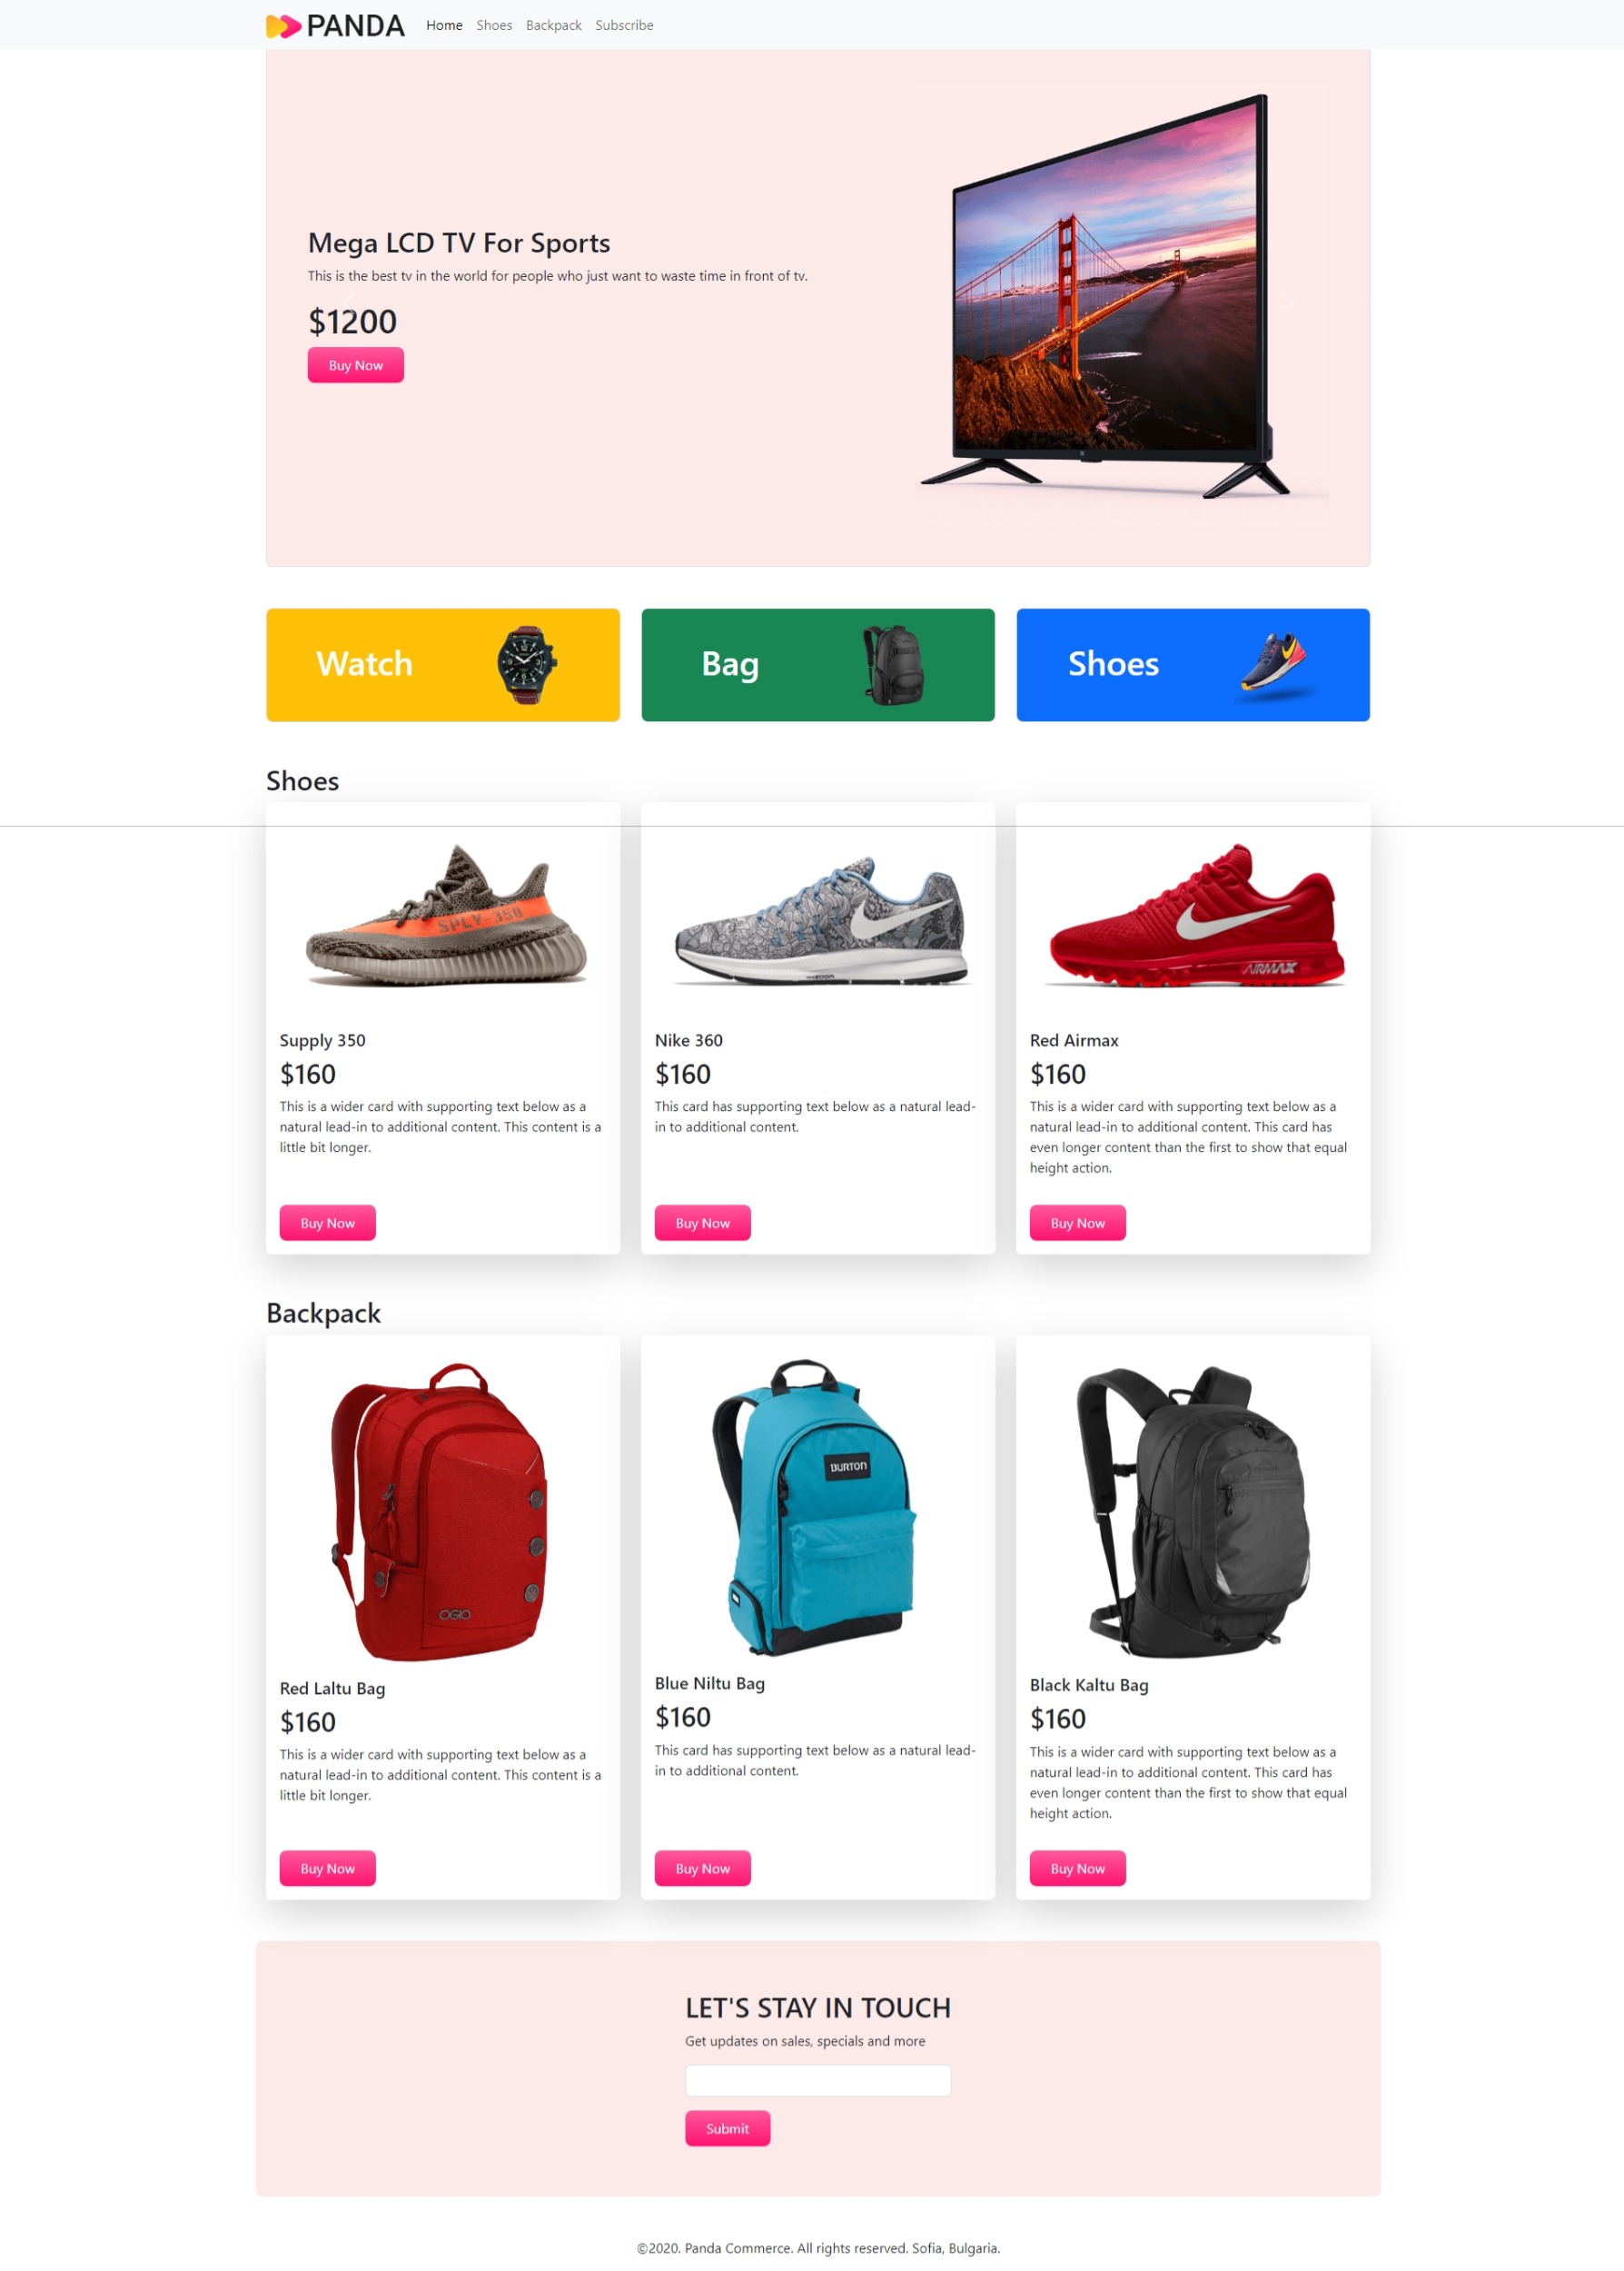 PANDA Home Shoes Backpack Subscribe
Mega LCD TV For Sports
This is the best tv in the world for people who just want to waste time in front of tv.
$1200
Buy Now
Watch
Bag
Shoes
Shoes
SPLY-350
ZOOM
AIRMAX
Supply 350
$160
This is a wider card with supporting text below as a
natural lead-in to additional content. This content is a
little bit longer.
Buy Now
Nike 360
$160
This card has supporting text below as a natural lead-
in to additional content.
Buy Now
Red Airmax
$160
This is a wider card with supporting text below as a
natural lead-in to additional content. This card has
even longer content than the first to show that equal
height action.
Buy Now
Backpack
OGIO
Red Laltu Bag
$160
This is a wider card with supporting text below as a
natural lead-in to additional content. This content is a
little bit longer.
Buy Now
BURTON
Blue Niltu Bag
$160
This card has supporting text below as a natural lead-
in to additional content.
Buy Now
Black Kaltu Bag
$160
This is a wider card with supporting text below as a
natural lead-in to additional content. This card has
even longer content than the first to show that equal
height action.
Buy Now
LET'S STAY IN TOUCH
Get updates on sales, specials and more
Submit
©2020. Panda Commerce. All rights reserved. Sofia, Bulgaria.